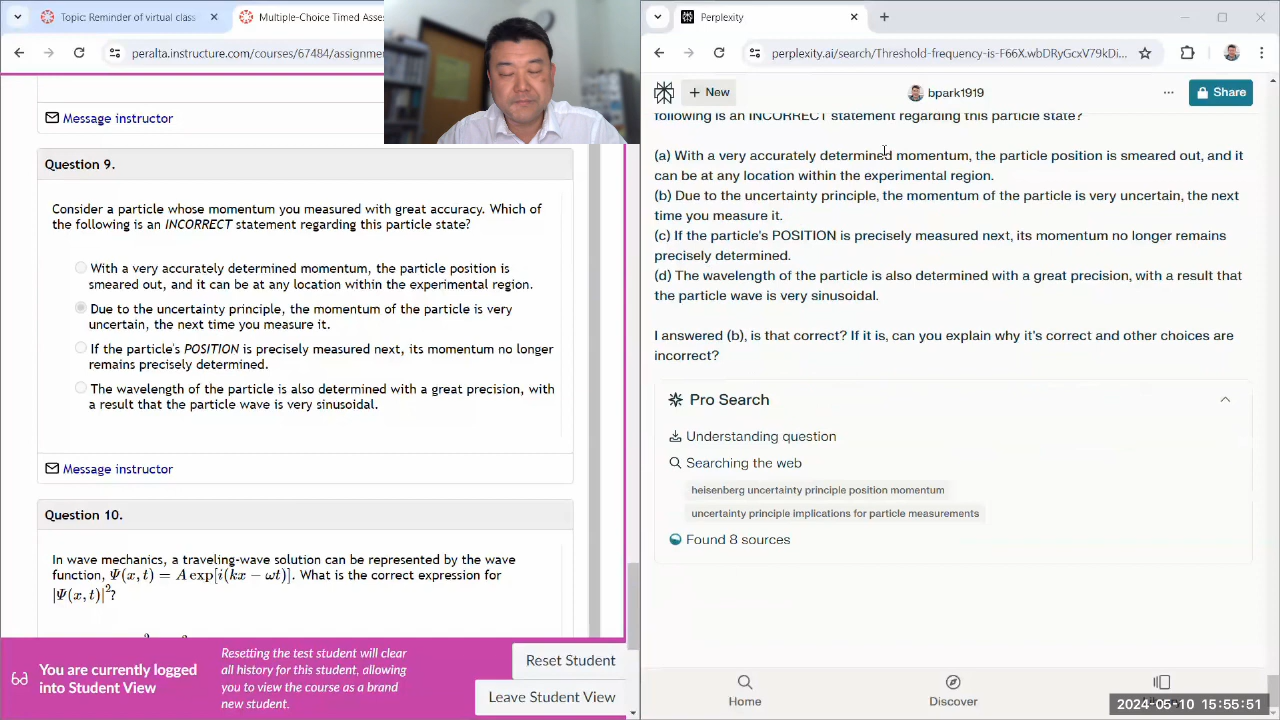 Topic: Reminder of virtual class
Multiple-Choice Timed Asse
peralta.instructure.com/courses/67484/assignme
Message instructor
Question 9.
Consider a particle whose momentum you measured with great accuracy. Which of
the following is an INCORRECT statement regarding this particle state?
With a very accurately determined momentum, the particle position is
smeared out, and it can be at any location within the experimental region.
Due to the uncertainty principle, the momentum of the particle is very
uncertain, the next time you measure it.
If the particle's POSITION is precisely measured next, its momentum no longer
remains precisely determined.
The wavelength of the particle is also determined with a great precision, with
a result that the particle wave is very sinusoidal.
Message instructor
Question 10.
In wave mechanics, a traveling-wave solution can be represented by the wave
function, Ψ(x, t) = A exp[i(kx − ωt)]. What is the correct expression for
|Ψ(x, t)|²?
You are currently logged
into Student View
Resetting the test student will clear
all history for this student, allowing
you to view the course as a brand
new student.
Reset Student
Leave Student View
Perplexity
perplexity.ai/search/Threshold-frequency-is-F66X.wbDRyGczV79kDi...
+ New
bpark1919
Share
following is an INCORRECT statement regarding this particle state?
(a) With a very accurately determined momentum, the particle position is smeared out, and it
can be at any location within the experimental region.
(b) Due to the uncertainty principle, the momentum of the particle is very uncertain, the next
time you measure it.
(c) If the particle's POSITION is precisely measured next, its momentum no longer remains
precisely determined.
(d) The wavelength of the particle is also determined with a great precision, with a result that
the particle wave is very sinusoidal.
I answered (b), is that correct? If it is, can you explain why it's correct and other choices are
incorrect?
Pro Search
Understanding question
Searching the web
heisenberg uncertainty principle position momentum
uncertainty principle implications for particle measurements
Found 8 sources
Home
Discover
2024-05-10 15:55:51